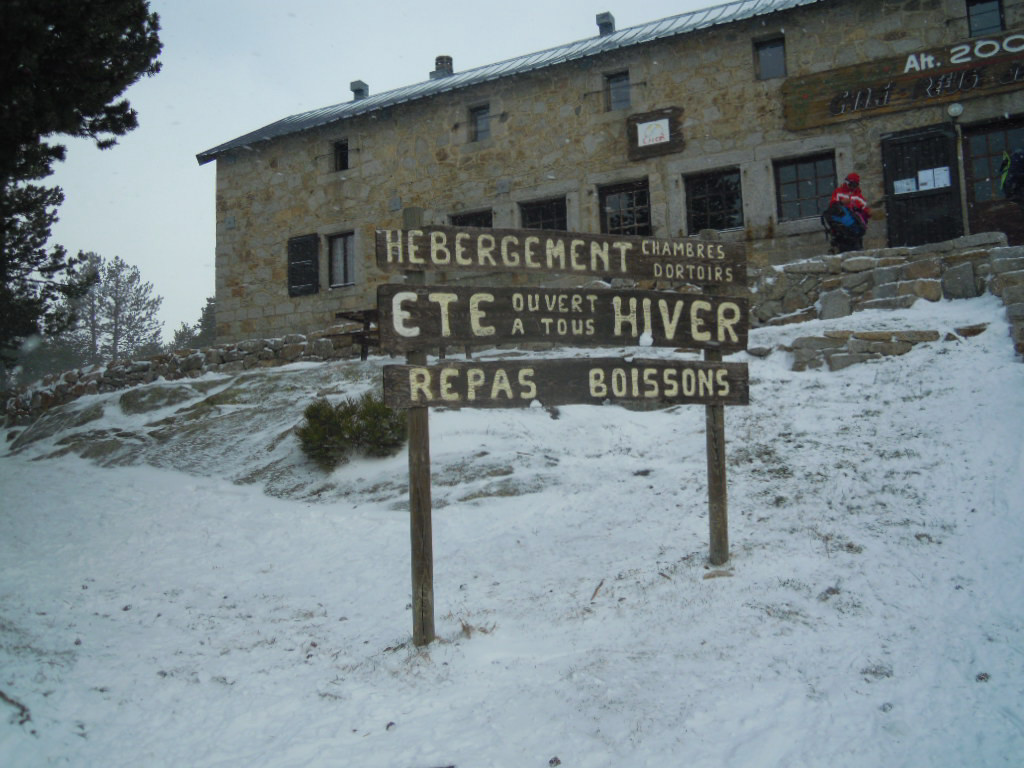 Alt. 200
HEBERGEMENT CHAMBRES
DORTOIRS
ETE OUVERT
A TOUS HIVER
REPAS BOISSONS